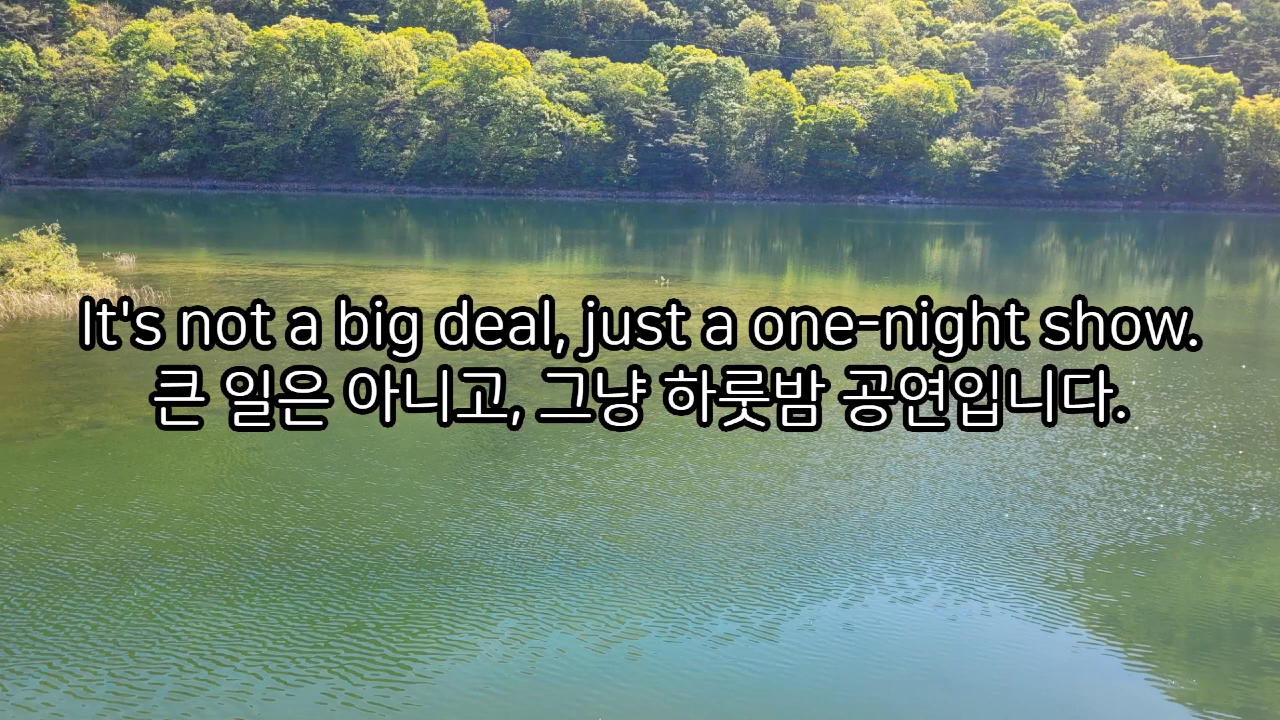 It's not a big deal, just a one-night show.
큰 일은 아니고, 그냥 하룻밤 공연입니다.